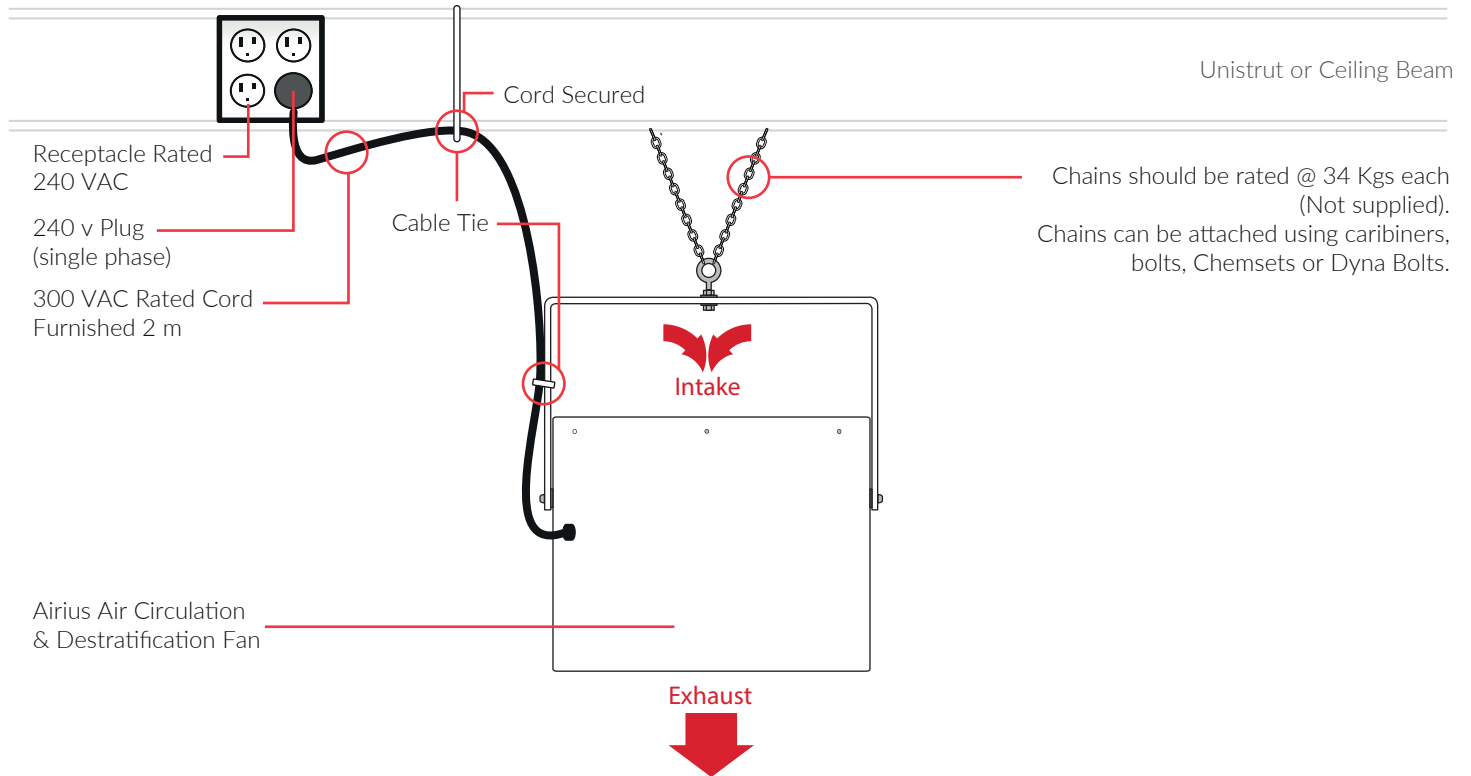 Unistrut or Ceiling Beam
Cord Secured
Receptacle Rated
240 VAC
240 v Plug
(single phase)
300 VAC Rated Cord
Furnished 2 m
Cable Tie
Chains should be rated @ 34 Kgs each
(Not supplied).
Chains can be attached using caribiners,
bolts, Chemsets or Dyna Bolts.
Intake
Airius Air Circulation
& Destratification Fan
Exhaust